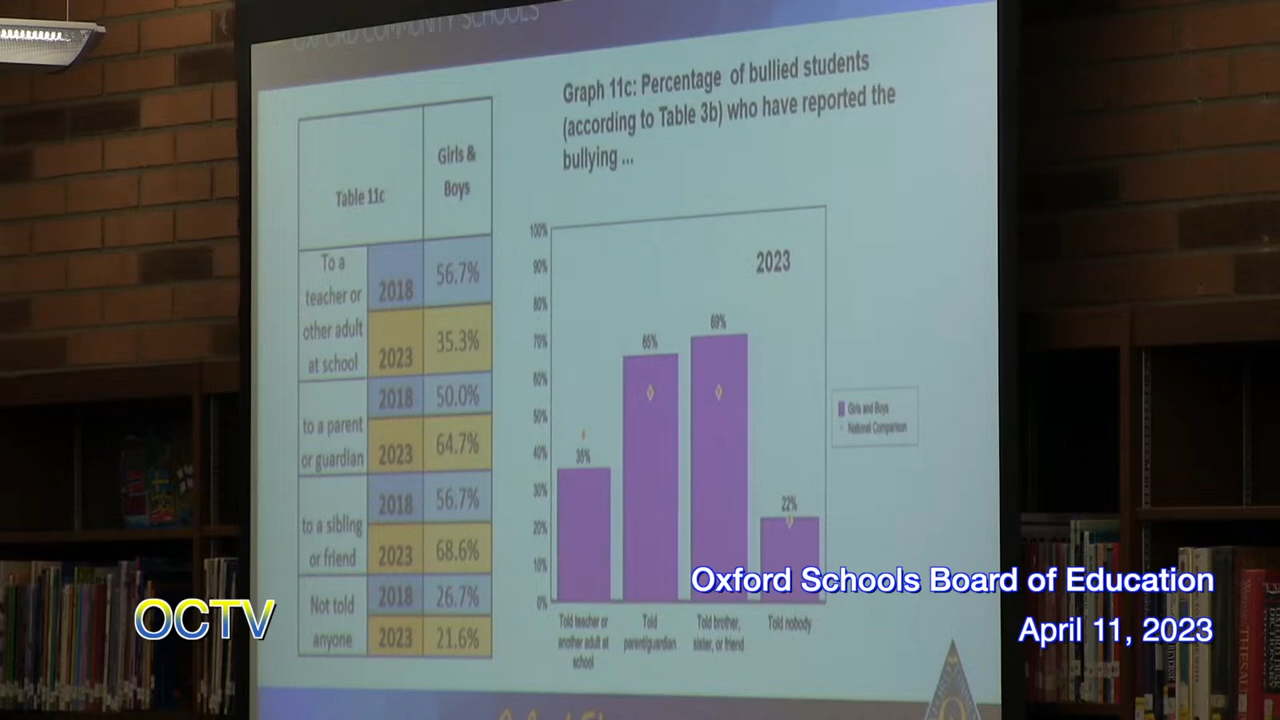 OXFORD COMMUNITY SCHOOLS
Graph 11c: Percentage of bullied students
(according to Table 3b) who have reported the
bullying ...
Table 11c
Girls &
Boys
To a
teacher or
other adult
at school
2018
56.7%
2023
35.3%
to a parent
or guardian
2018
50.0%
2023
64.7%
to a sibling
or friend
2018
56.7%
2023
68.6%
Not told
anyone
2018
26.7%
2023
21.6%
100%
90%
80%
70%
60%
50%
40%
30%
20%
10%
0%
2023
35%
65%
69%
22%
Told teacher or
another adult at
school
Told
parent/guardian
Told brother,
sister, or friend
Told nobody
Girls and Boys
National Comparison
OCTV
Oxford Schools Board of Education
April 11, 2023